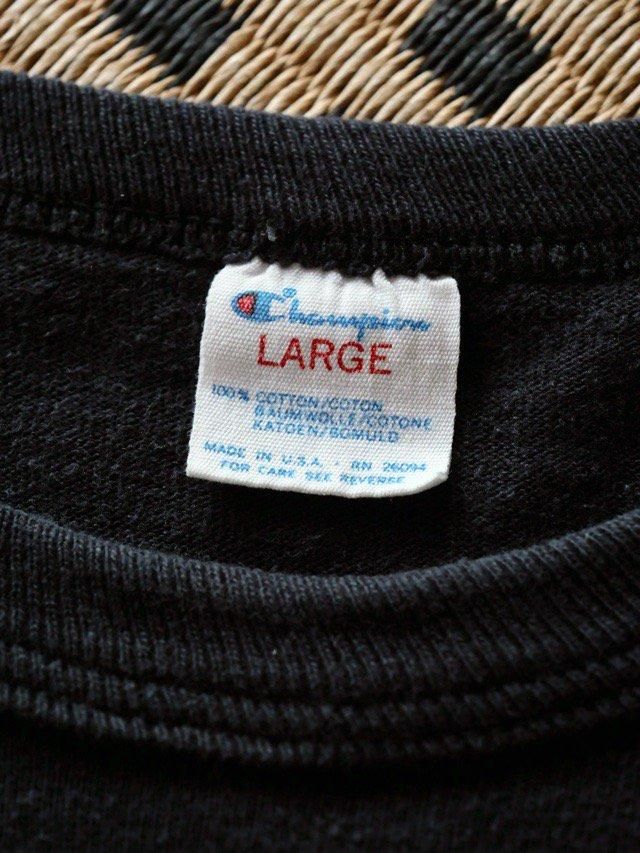 Champion
LARGE
100% COTTON/COTON
BAUMWOLLE/COTONE
KATOEN/BOMULD
MADE IN U.S.A. - RN 26094
FOR CARE SEE REVERSE